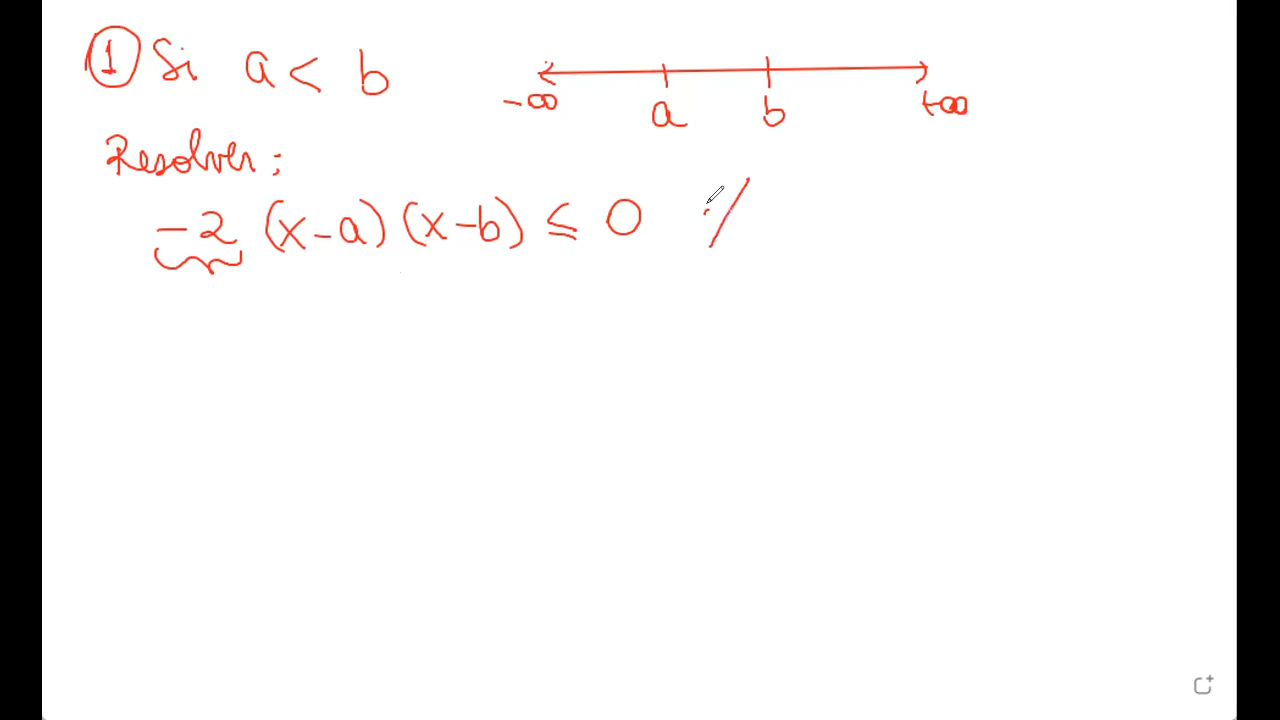 ① Si a < b
-∞ a b +∞
Resolver:
-2 (x-a) (x-b) ≤ 0